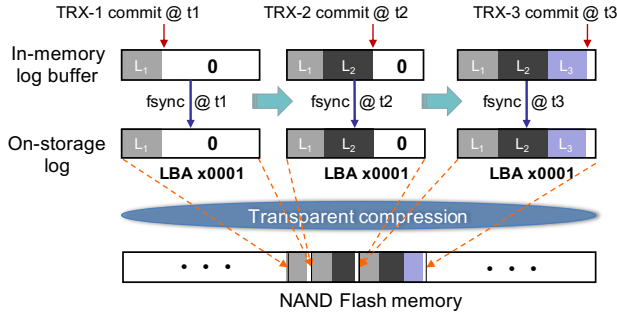 TRX-1 commit @ t1 TRX-2 commit @ t2 TRX-3 commit @ t3
In-memory log buffer
L1 0 L1 L2 0 L1 L2 L3
fsync @ t1 fsync @ t2 fsync @ t3
On-storage log
L1 0 L1 L2 0 L1 L2 L3
LBA x0001 LBA x0001 LBA x0001
Transparent compression
• • • • • •
NAND Flash memory